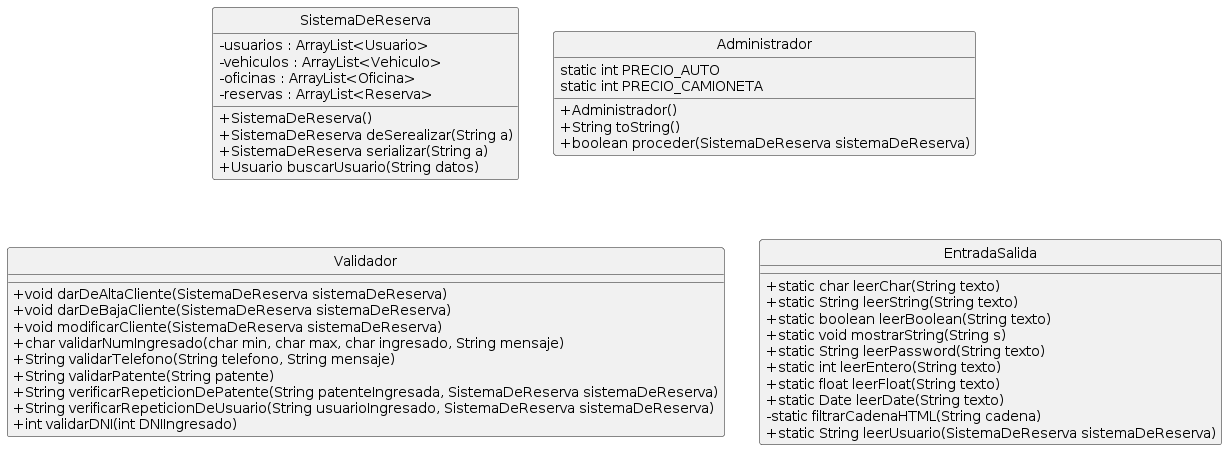 SistemaDeReserva
-usuarios : ArrayList<Usuario>
-vehiculos : ArrayList<Vehiculo>
-oficinas : ArrayList<Oficina>
-reservas : ArrayList<Reserva>
+SistemaDeReserva()
+SistemaDeReserva deSerealizar(String a)
+SistemaDeReserva serializar(String a)
+Usuario buscarUsuario(String datos)
Administrador
static int PRECIO_AUTO
static int PRECIO_CAMIONETA
+Administrador()
+String toString()
+boolean proceder(SistemaDeReserva sistemaDeReserva)
Validador
+void darDeAltaCliente(SistemaDeReserva sistemaDeReserva)
+void darDeBajaCliente(SistemaDeReserva sistemaDeReserva)
+void modificarCliente(SistemaDeReserva sistemaDeReserva)
+char validarNumIngresado(char min, char max, char ingresado, String mensaje)
+String validarTelefono(String telefono, String mensaje)
+String validarPatente(String patente)
+String verificarRepeticionDePatente(String patenteIngresada, SistemaDeReserva sistemaDeReserva)
+String verificarRepeticionDeUsuario(String usuarioIngresado, SistemaDeReserva sistemaDeReserva)
+int validarDNI(int DNIIngresado)
EntradaSalida
+static char leerChar(String texto)
+static String leerString(String texto)
+static boolean leerBoolean(String texto)
+static void mostrarString(String s)
+static String leerPassword(String texto)
+static int leerEntero(String texto)
+static float leerFloat(String texto)
+static Date leerDate(String texto)
-static filtrarCadenaHTML(String cadena)
+static String leerUsuario(SistemaDeReserva sistemaDeReserva)